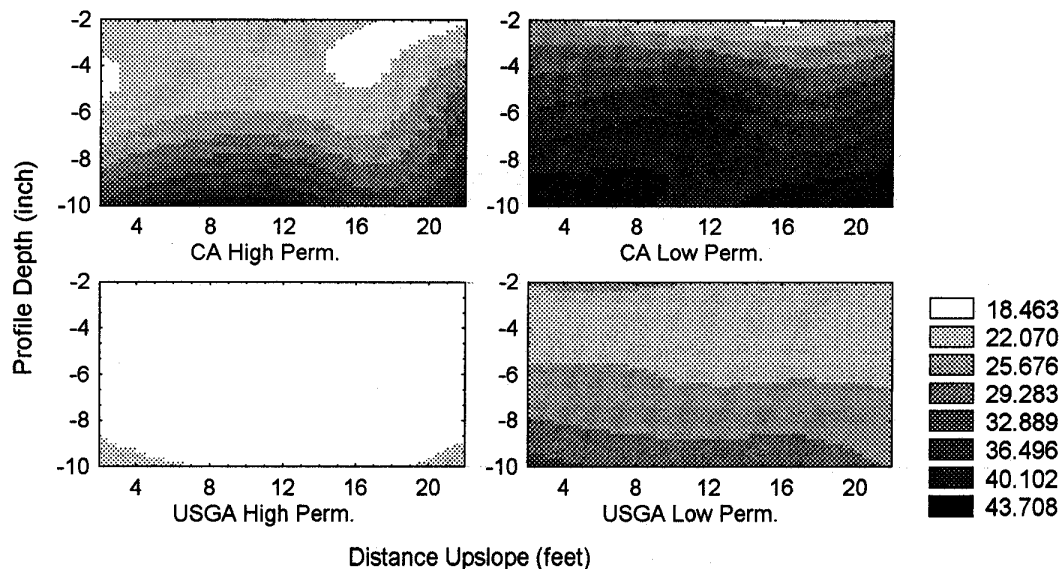 -2
-4
-6
-8
-10
4 8 12 16 20
CA High Perm.
-2
-4
-6
-8
-10
4 8 12 16 20
CA Low Perm.
Profile Depth (inch)
-2
-4
-6
-8
-10
4 8 12 16 20
USGA High Perm.
-2
-4
-6
-8
-10
4 8 12 16 20
USGA Low Perm.
18.463
22.070
25.676
29.283
32.889
36.496
40.102
43.708
Distance Upslope (feet)